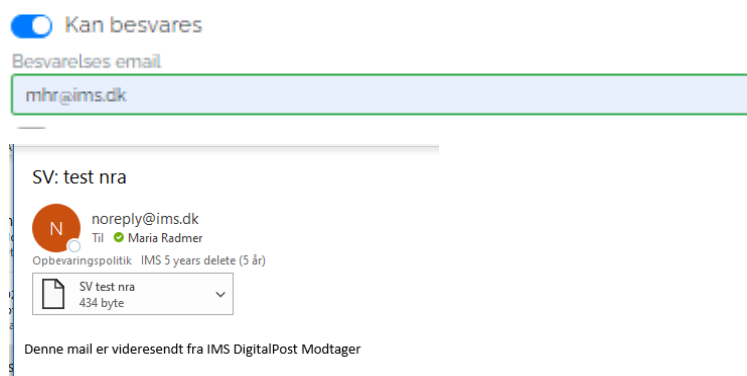 Kan besvares
Besvarelses email
mhr@ims.dk
SV: test nra
N
noreply@ims.dk
Til Maria Radmer
Opbevaringspolitik IMS 5 years delete (5 år)
SV test nra
434 byte
Denne mail er videresendt fra IMS DigitalPost Modtager